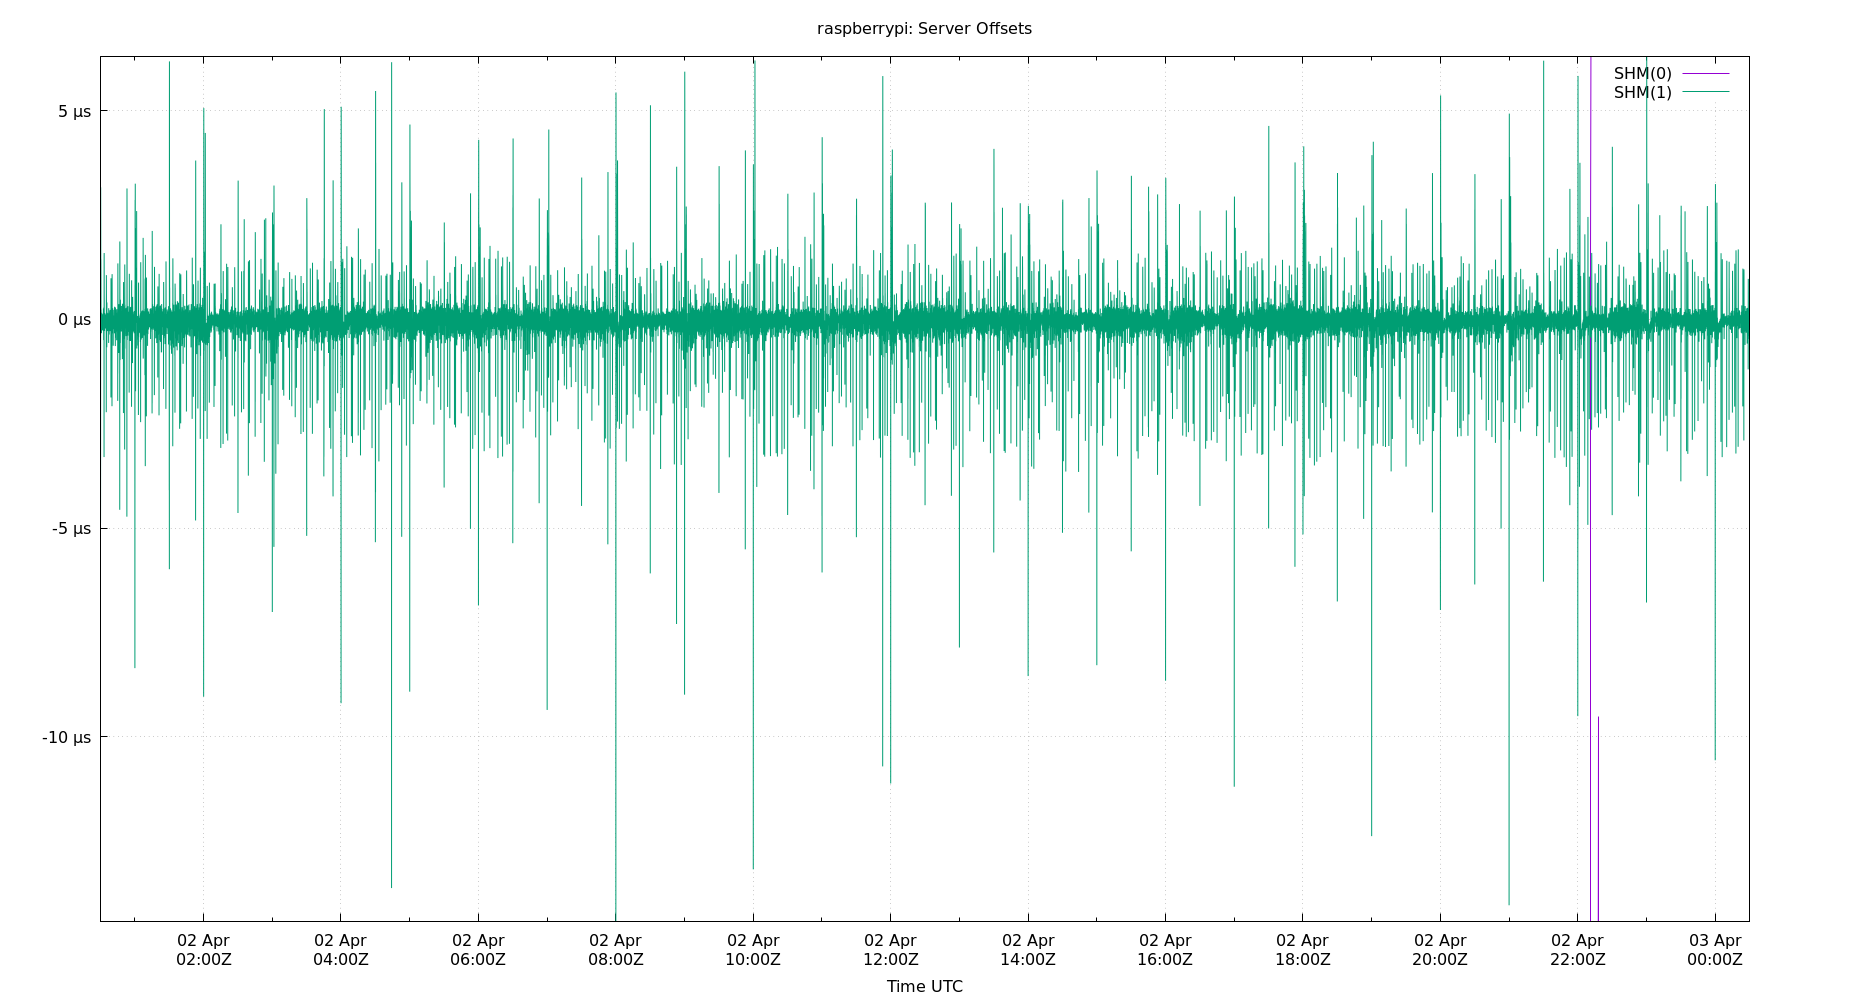 raspberrypi: Server Offsets
SHM(0)
SHM(1)
5 µs
0 µs
-5 µs
-10 µs
02 Apr 02 Apr 02 Apr 02 Apr 02 Apr 02 Apr 02 Apr 02 Apr 02 Apr 02 Apr 02 Apr 03 Apr
02:00Z 04:00Z 06:00Z 08:00Z 10:00Z 12:00Z 14:00Z 16:00Z 18:00Z 20:00Z 22:00Z 00:00Z
Time UTC